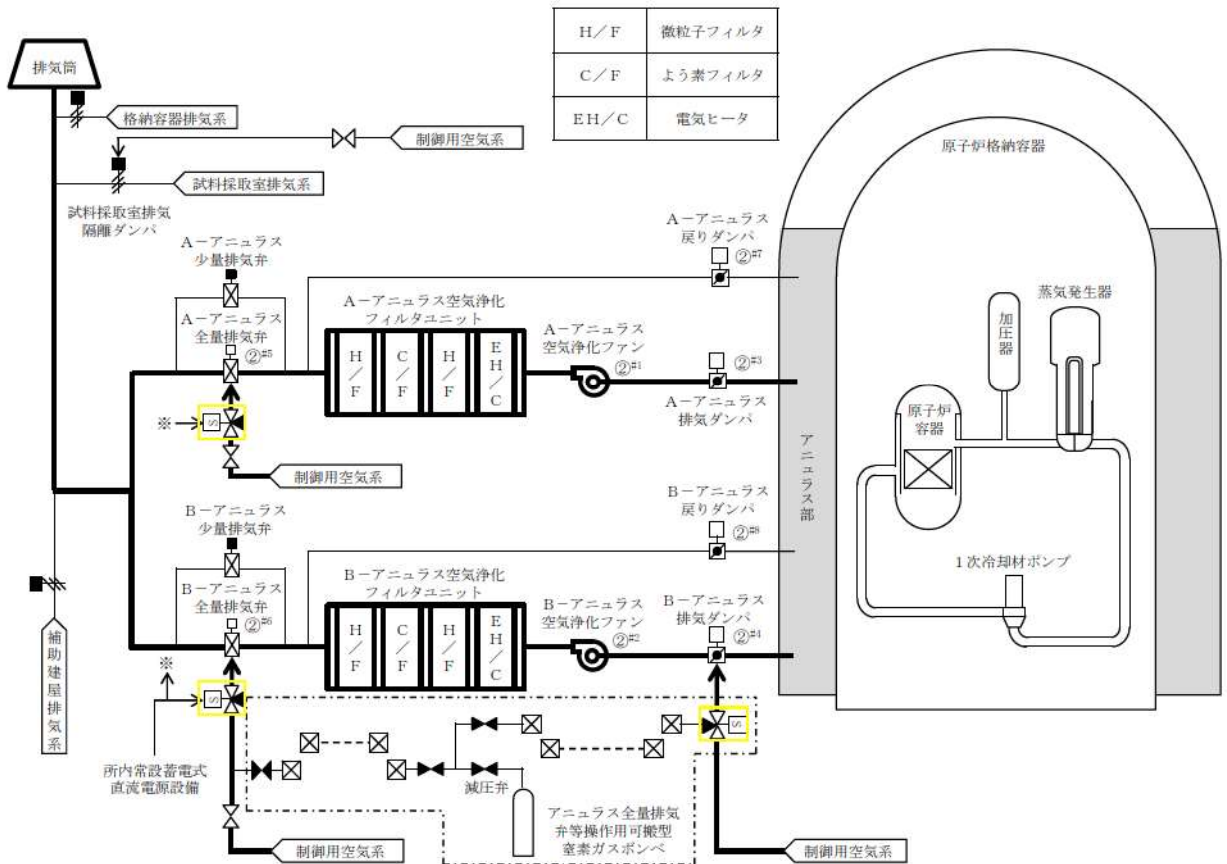 H/F 微粒子フィルタ
C/F よう素フィルタ
EH/C 電気ヒータ
排気筒
格納容器排気系
制御用空気系
試料採取室排気系
試料採取室排気
隔離ダンパ
原子炉格納容器
A-アニュラス
戻りダンパ
②#7
A-アニュラス
少量排気弁
A-アニュラス
全量排気弁
②#5
A-アニュラス空気浄化
フィルタユニット
H/F
C/F
H/F
EH/C
A-アニュラス
空気浄化ファン
②#1
②#3
A-アニュラス
排気ダンパ
※
S
制御用空気系
アニュラス部
加圧器
蒸気発生器
原子炉
容器
1次冷却材ポンプ
B-アニュラス
戻りダンパ
②#8
B-アニュラス
少量排気弁
B-アニュラス
全量排気弁
②#6
B-アニュラス空気浄化
フィルタユニット
H/F
C/F
H/F
EH/C
B-アニュラス
空気浄化ファン
②#2
B-アニュラス
排気ダンパ
②#4
補助建屋排気系
※
S
S
所内常設蓄電式
直流電源設備
減圧弁
アニュラス全量排気
弁等操作用可搬型
窒素ガスボンベ
制御用空気系
制御用空気系